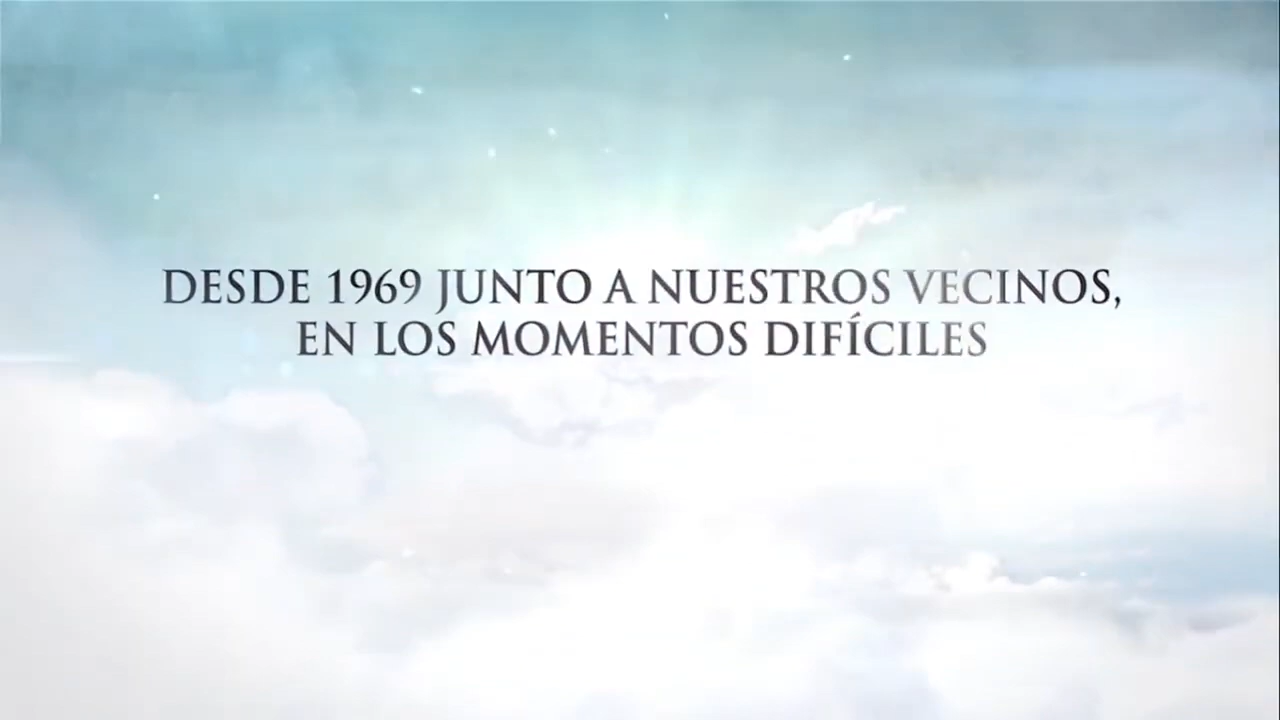 DESDE 1969 JUNTO A NUESTROS VECINOS,
EN LOS MOMENTOS DIFÍCILES